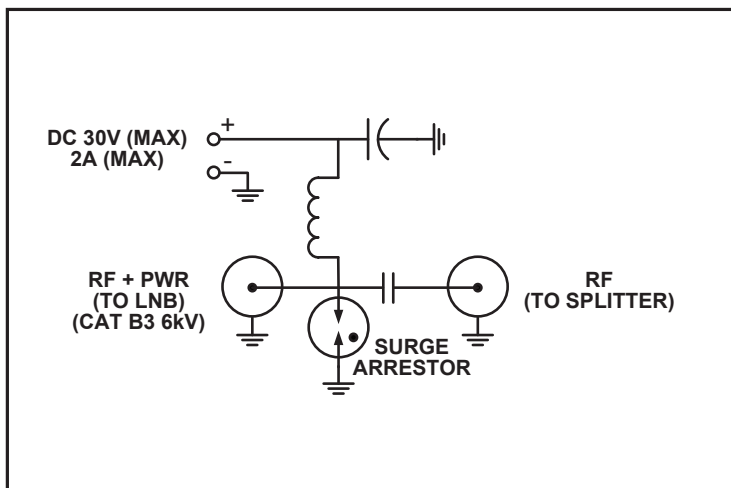 DC 30V (MAX)
2A (MAX)
+
-
RF + PWR
(TO LNB)
(CAT B3 6kV)
RF
(TO SPLITTER)
SURGE
ARRESTOR